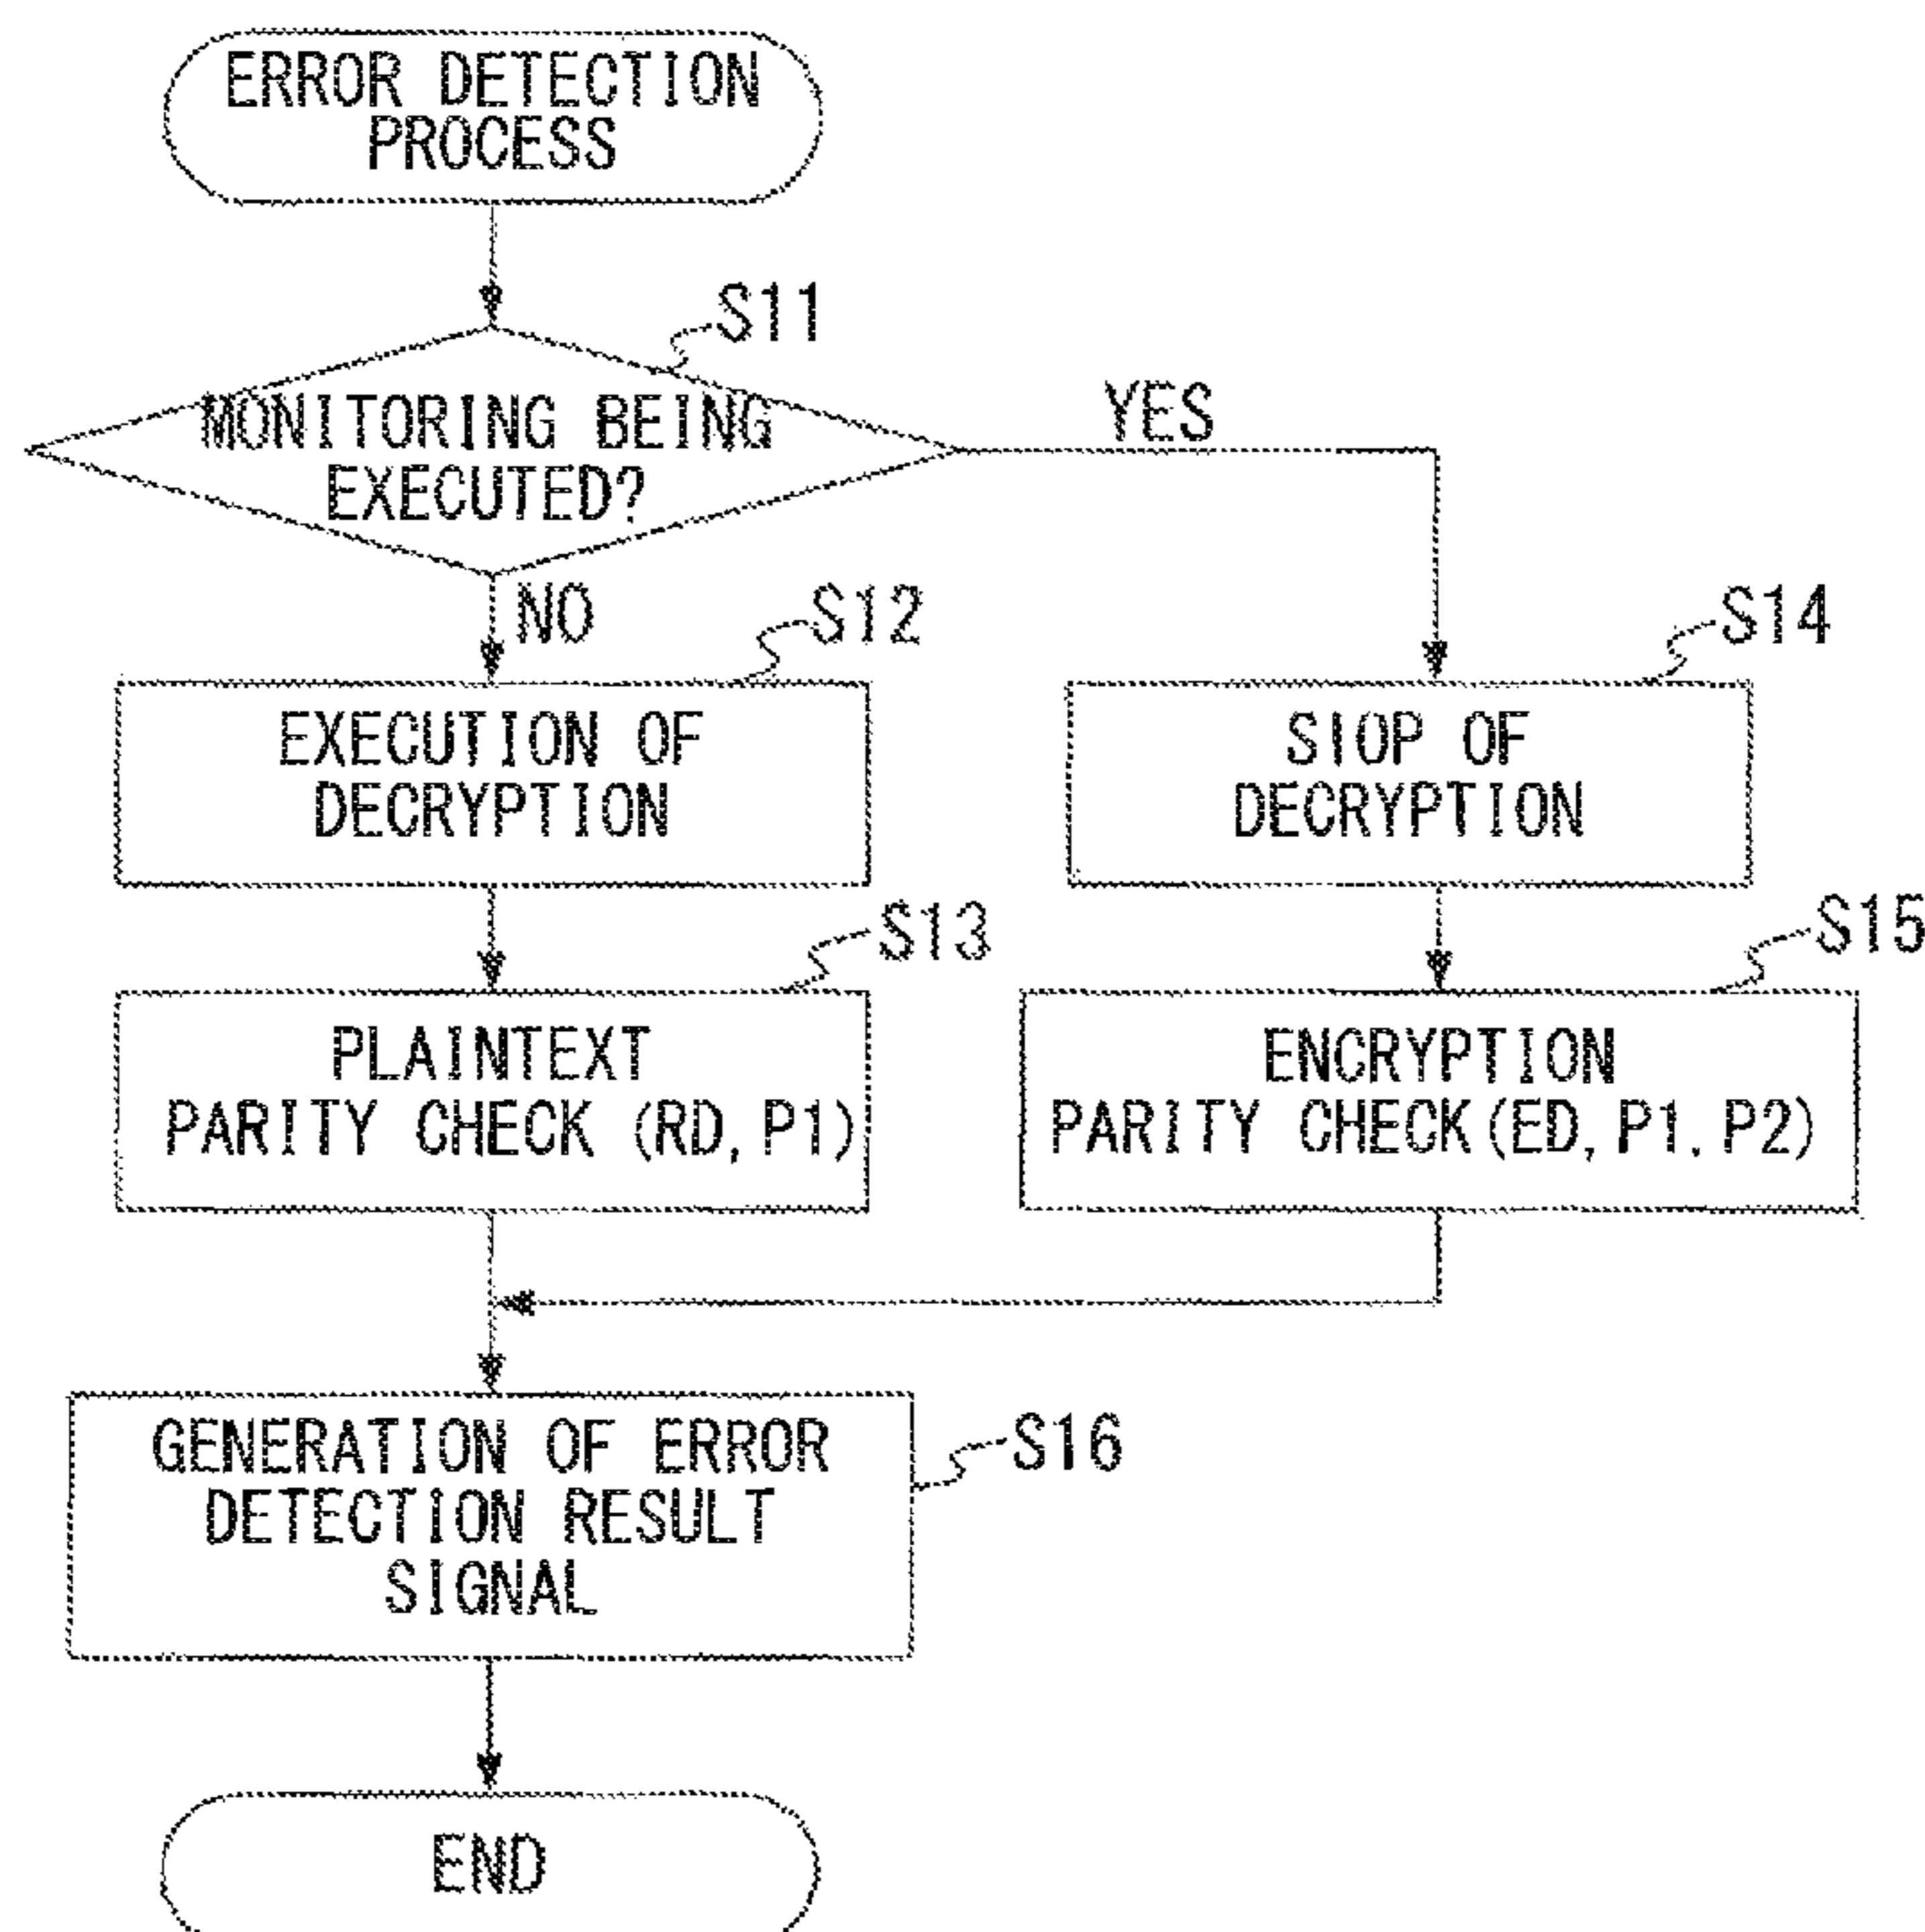 ERROR DETECTION
PROCESS
S11
MONITORING BEING
EXECUTED?
YES
NO
S12
EXECUTION OF
DECRYPTION
S14
SIOP OF
DECRYPTION
S13
PLAINTEXT
PARITY CHECK (RD, P1)
S15
ENCRYPTION
PARITY CHECK(ED, P1. P2)
GENERATION OF ERROR
DETECTION RESULT
SIGNAL
S16
END